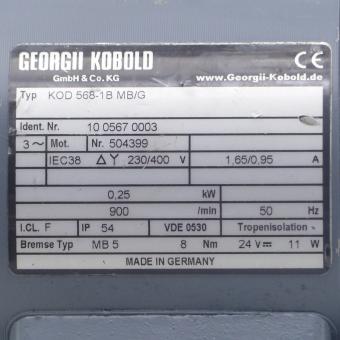 GEORGII KOBOLD
GmbH & Co. KG
CE
www.Georgii-Kobold.de
Typ KOD 568-1B MB/G
Ident. Nr. 10 0567 0003
3 ~ Mot. Nr. 504399
IEC38 Δ Y 230/400 V 1,65/0,95 A
0,25 kW
900 /min 50 Hz
I.CL. F IP 54 VDE 0530 Tropenisolation
Bremse Typ MB 5 8 Nm 24 V⎓ 11 W
MADE IN GERMANY